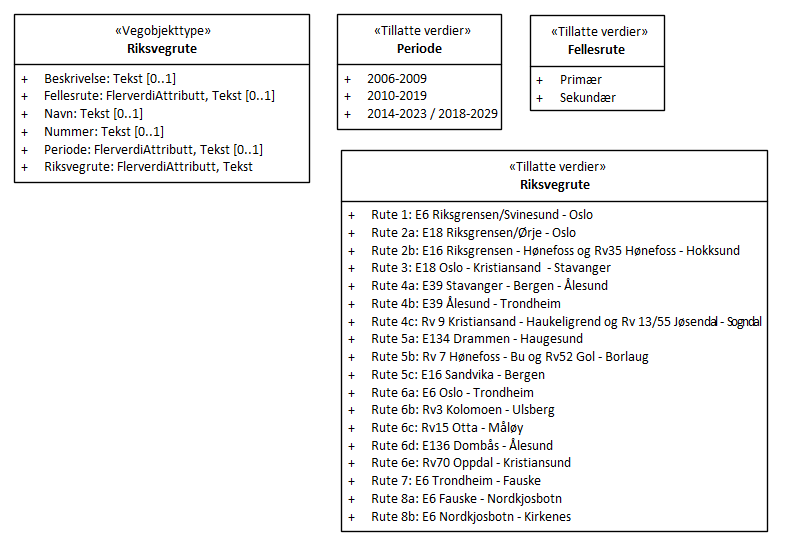 «Vegobjekttype»
Riksvegrute
+ Beskrivelse: Tekst [0..1]
+ Fellesrute: FlerverdiAttributt, Tekst [0..1]
+ Navn: Tekst [0..1]
+ Nummer: Tekst [0..1]
+ Periode: FlerverdiAttributt, Tekst [0..1]
+ Riksvegrute: FlerverdiAttributt, Tekst
«Tillatte verdier»
Periode
+ 2006-2009
+ 2010-2019
+ 2014-2023 / 2018-2029
«Tillatte verdier»
Fellesrute
+ Primær
+ Sekundær
«Tillatte verdier»
Riksvegrute
+ Rute 1: E6 Riksgrensen/Svinesund - Oslo
+ Rute 2a: E18 Riksgrensen/Ørje - Oslo
+ Rute 2b: E16 Riksgrensen - Hønefoss og Rv35 Hønefoss - Hokksund
+ Rute 3: E18 Oslo - Kristiansand - Stavanger
+ Rute 4a: E39 Stavanger - Bergen - Ålesund
+ Rute 4b: E39 Ålesund - Trondheim
+ Rute 4c: Rv 9 Kristiansand - Haukeligrend og Rv 13/55 Jøsendal - Sogndal
+ Rute 5a: E134 Drammen - Haugesund
+ Rute 5b: Rv 7 Hønefoss - Bu og Rv52 Gol - Borlaug
+ Rute 5c: E16 Sandvika - Bergen
+ Rute 6a: E6 Oslo - Trondheim
+ Rute 6b: Rv3 Kolomoen - Ulsberg
+ Rute 6c: Rv15 Otta - Måløy
+ Rute 6d: E136 Dombås - Ålesund
+ Rute 6e: Rv70 Oppdal - Kristiansund
+ Rute 7: E6 Trondheim - Fauske
+ Rute 8a: E6 Fauske - Nordkjosbotn
+ Rute 8b: E6 Nordkjosbotn - Kirkenes